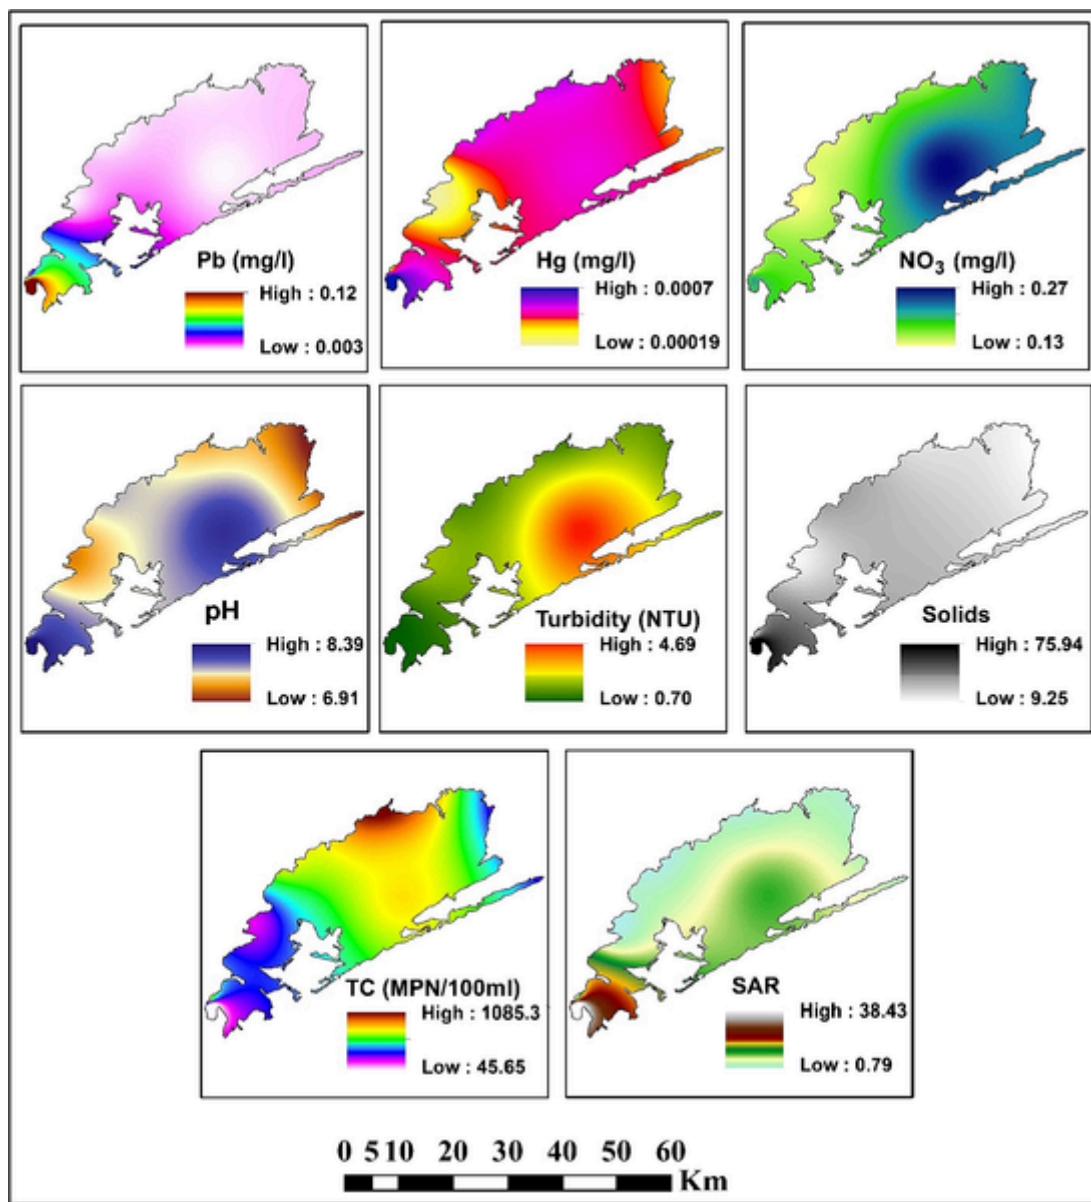 Pb (mg/l)
High : 0.12
Low : 0.003
Hg (mg/l)
High : 0.0007
Low : 0.00019
NO₃ (mg/l)
High : 0.27
Low : 0.13
pH
High : 8.39
Low : 6.91
Turbidity (NTU)
High : 4.69
Low : 0.70
Solids
High : 75.94
Low : 9.25
TC (MPN/100ml)
High : 1085.3
Low : 45.65
SAR
High : 38.43
Low : 0.79
0 5 10 20 30 40 50 60
Km